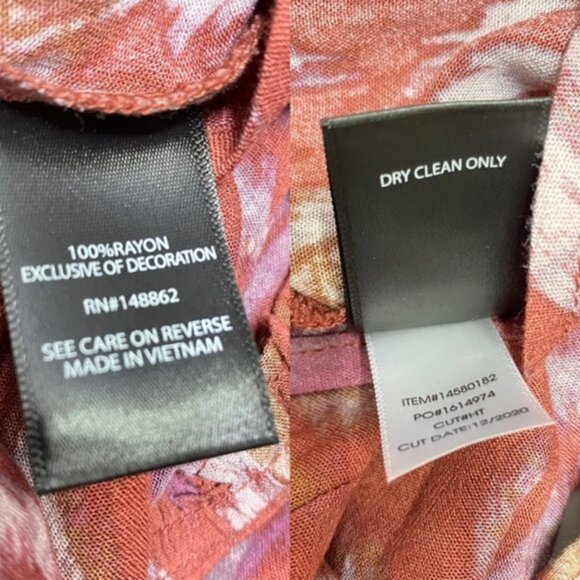 100%RAYON
EXCLUSIVE OF DECORATION
RN#148862
SEE CARE ON REVERSE
MADE IN VIETNAM
DRY CLEAN ONLY
ITEM#14580182
PO#1614974
CUT#HT
CUT DATE:12/2020